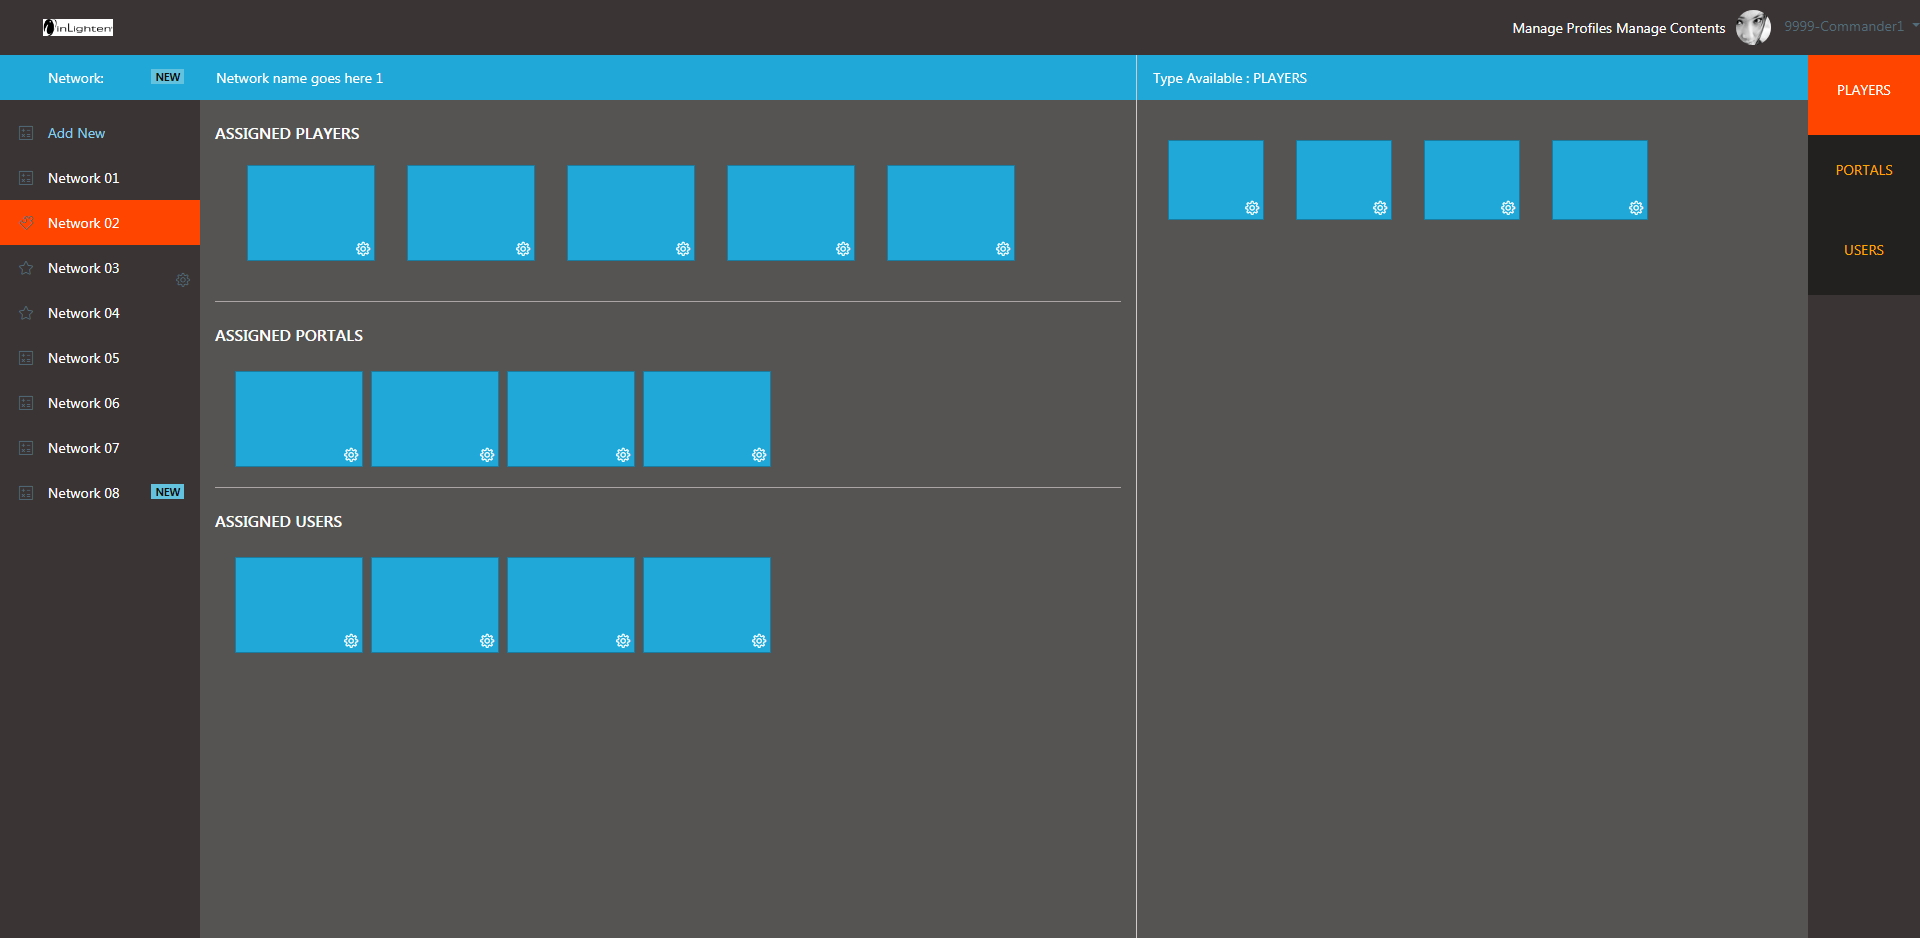 inLighten
Manage Profiles Manage Contents
9999-Commander1
Network:
NEW
Network name goes here 1
Type Available : PLAYERS
PLAYERS
PORTALS
USERS
Add New
Network 01
Network 02
Network 03
Network 04
Network 05
Network 06
Network 07
Network 08
NEW
ASSIGNED PLAYERS
ASSIGNED PORTALS
ASSIGNED USERS